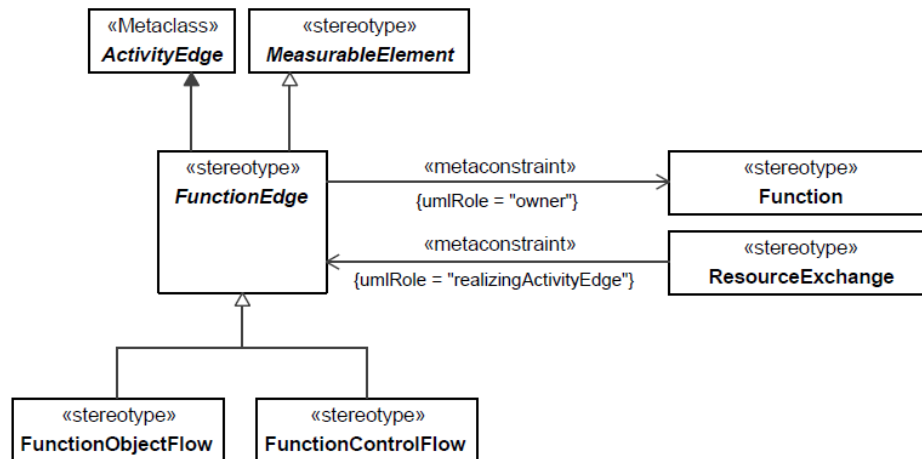 «Metaclass»
ActivityEdge
«stereotype»
MeasurableElement
«stereotype»
FunctionEdge
«metaconstraint»
{umlRole = "owner"}
«stereotype»
Function
«metaconstraint»
{umlRole = "realizingActivityEdge"}
«stereotype»
ResourceExchange
«stereotype»
FunctionObjectFlow
«stereotype»
FunctionControlFlow